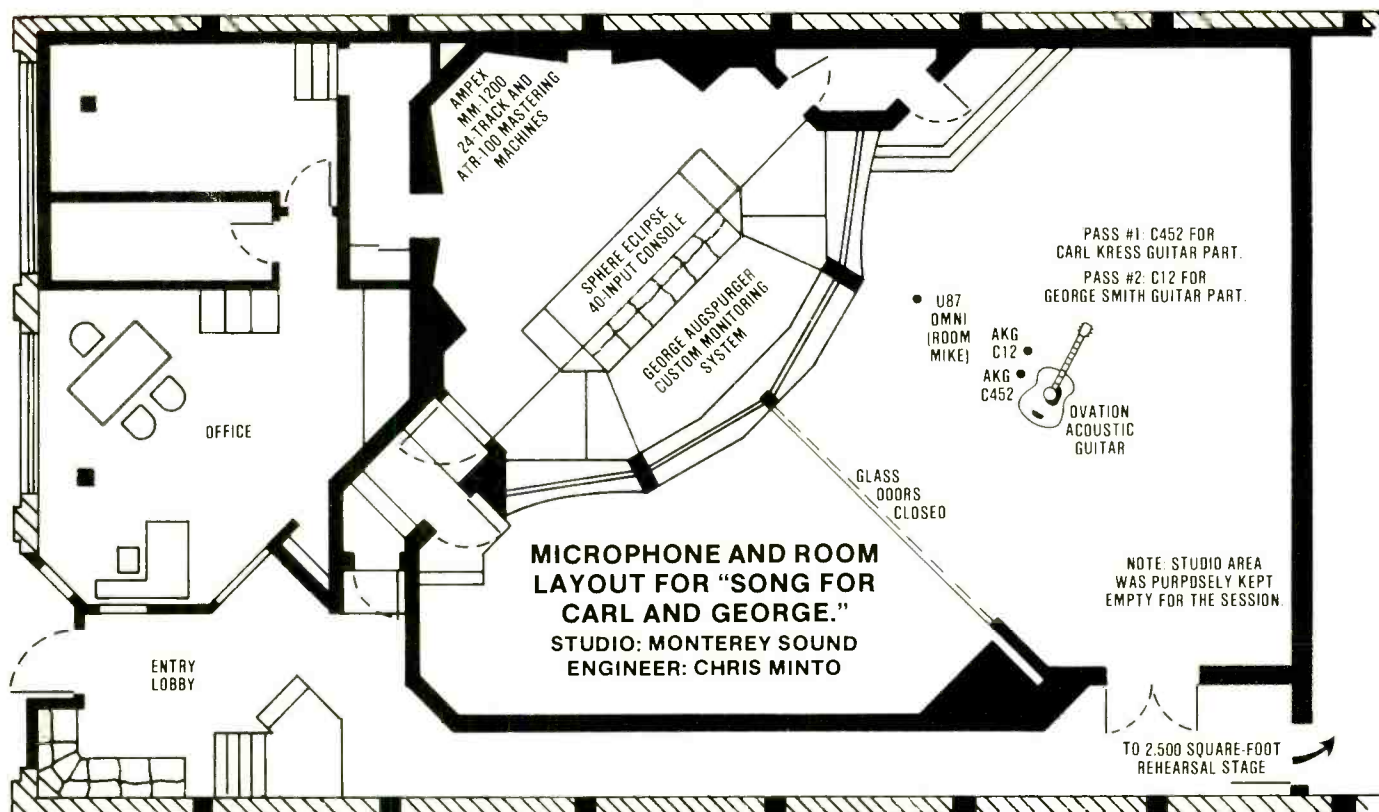 AMPEX
MM-1200
24-TRACK AND
ATR-100 MASTERING
MACHINES
SPHERE ECLIPSE
40-INPUT CONSOLE
GEORGE AUGSPURGER
CUSTOM MONITORING
SYSTEM
PASS #1: C452 FOR
CARL KRESS GUITAR PART.
PASS #2: C12 FOR
GEORGE SMITH GUITAR PART.
U87
OMNI
(ROOM
MIKE)
AKG
C12
AKG
C452
OVATION
ACOUSTIC
GUITAR
OFFICE
GLASS
DOORS
CLOSED
MICROPHONE AND ROOM
LAYOUT FOR “SONG FOR
CARL AND GEORGE.”
STUDIO: MONTEREY SOUND
ENGINEER: CHRIS MINTO
NOTE: STUDIO AREA
WAS PURPOSELY KEPT
EMPTY FOR THE SESSION.
ENTRY
LOBBY
TO 2,500 SQUARE-FOOT
REHEARSAL STAGE